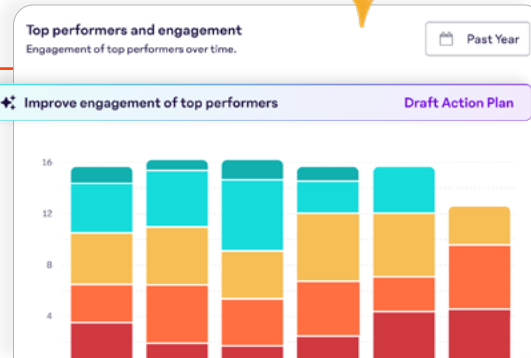 Top performers and engagement
Engagement of top performers over time.
Past Year
Improve engagement of top performers
Draft Action Plan
16
12
8
4